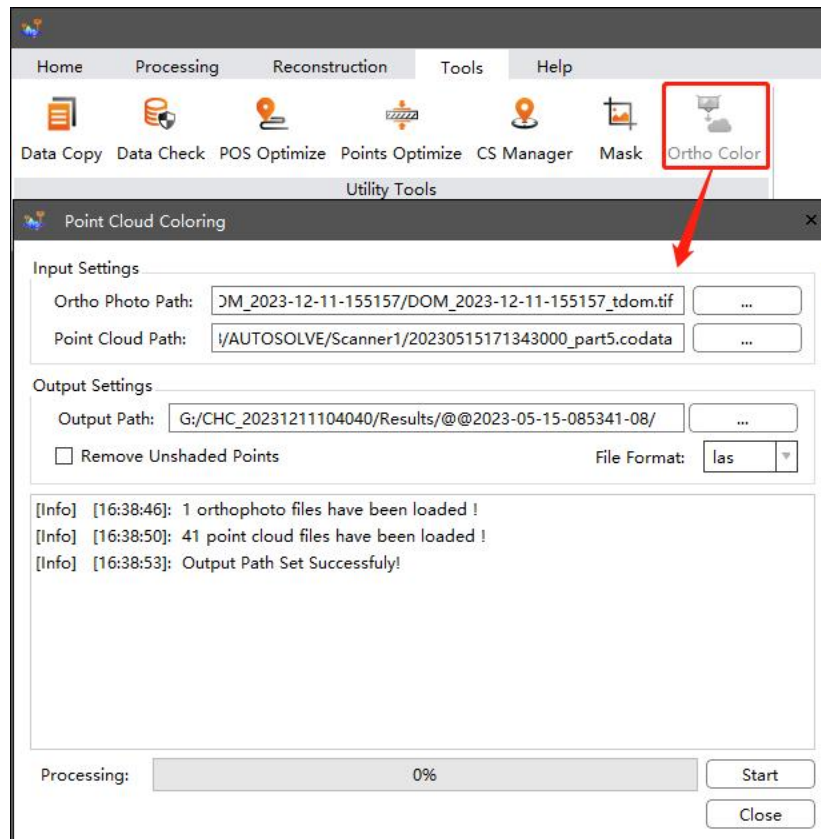 Home Processing Reconstruction Tools Help
Data Copy Data Check POS Optimize Points Optimize CS Manager Mask Ortho Color
Utility Tools
Point Cloud Coloring ×
Input Settings
Ortho Photo Path: OM_2023-12-11-155157/DOM_2023-12-11-155157_tdom.tif ...
Point Cloud Path: /AUTOSOLVE/Scanner1/20230515171343000_part5.codata ...
Output Settings
Output Path: G:/CHC_20231211104040/Results/@@2023-05-15-085341-08/ ...
Remove Unshaded Points File Format: las
[Info] [16:38:46]: 1 orthophoto files have been loaded !
[Info] [16:38:50]: 41 point cloud files have been loaded !
[Info] [16:38:53]: Output Path Set Successfuly!
Processing: 0% Start
Close